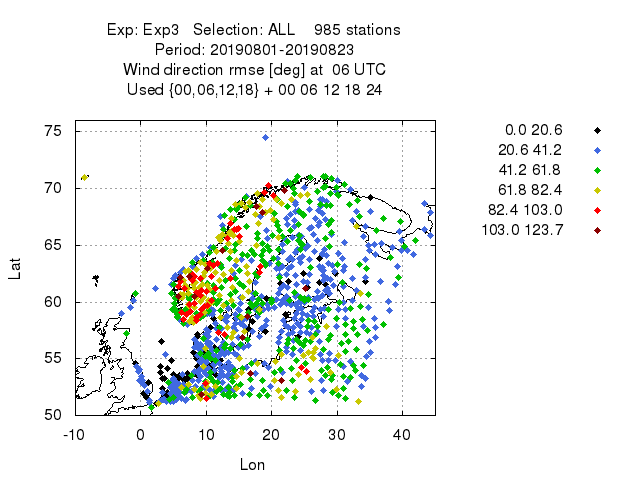 Exp: Exp3   Selection: ALL    985 stations
Period: 20190801-20190823
Wind direction rmse [deg] at  06 UTC
Used {00,06,12,18} + 00 06 12 18 24
75
70
65
60
55
50
-10 0 10 20 30 40
Lat
Lon
0.0 20.6
20.6 41.2
41.2 61.8
61.8 82.4
82.4 103.0
103.0 123.7